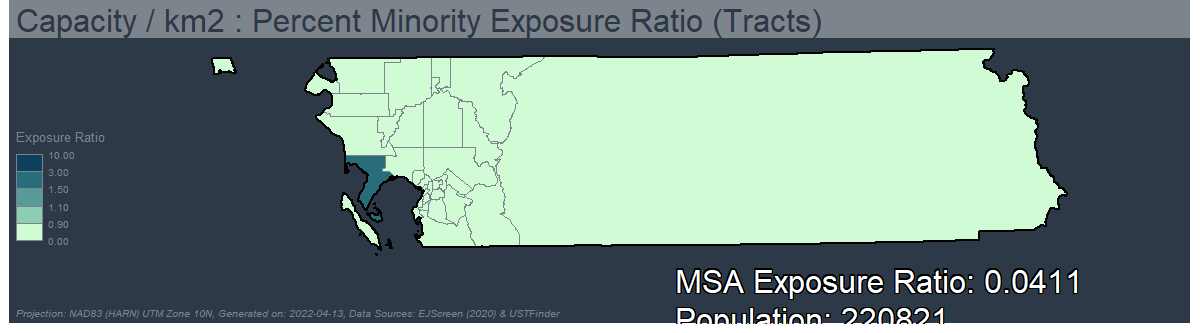 Capacity / km2 : Percent Minority Exposure Ratio (Tracts)
Exposure Ratio
10.00
3.00
1.50
1.10
0.90
0.00
MSA Exposure Ratio: 0.0411
Population: 220821
Projection: NAD83 (HARN) UTM Zone 10N, Generated on: 2022-04-13, Data Sources: EJScreen (2020) & USTFinder